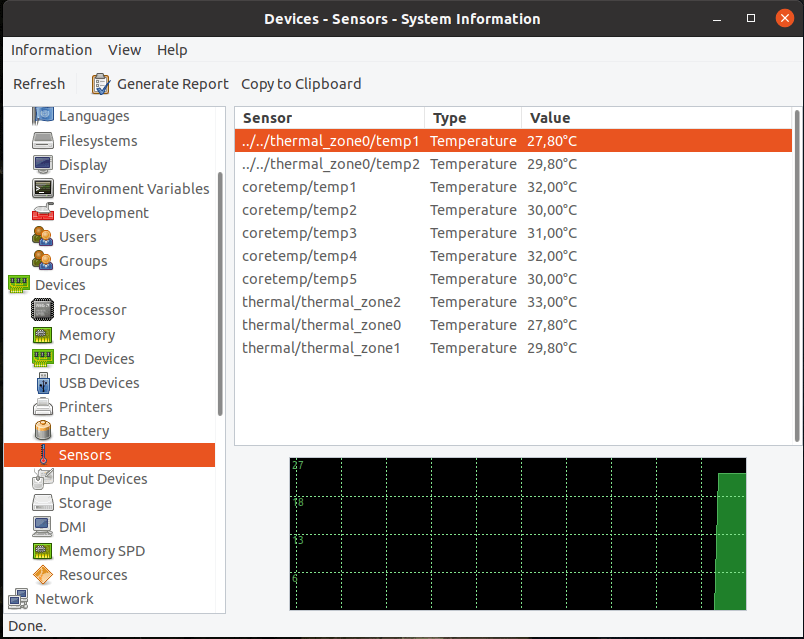 Devices - Sensors - System Information
Information View Help
Refresh Generate Report Copy to Clipboard
Languages
Filesystems
Display
Environment Variables
Development
Users
Groups
Devices
Processor
Memory
PCI Devices
USB Devices
Printers
Battery
Sensors
Input Devices
Storage
DMI
Memory SPD
Resources
Network
Sensor Type Value
../../thermal_zone0/temp1 Temperature 27,80°C
../../thermal_zone0/temp2 Temperature 29,80°C
coretemp/temp1 Temperature 32,00°C
coretemp/temp2 Temperature 30,00°C
coretemp/temp3 Temperature 31,00°C
coretemp/temp4 Temperature 32,00°C
coretemp/temp5 Temperature 30,00°C
thermal/thermal_zone2 Temperature 33,00°C
thermal/thermal_zone0 Temperature 27,80°C
thermal/thermal_zone1 Temperature 29,80°C
27
18
13
6
Done.